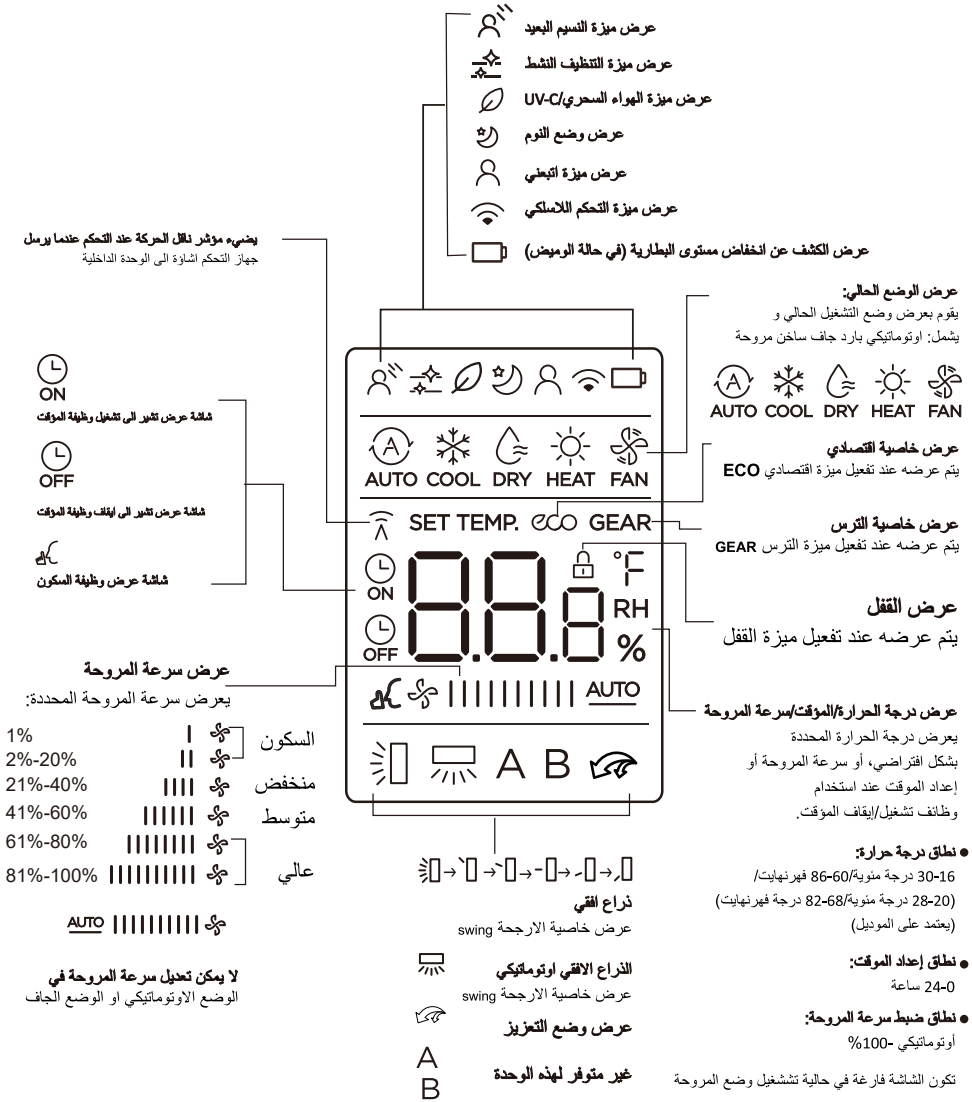 عرض ميزة النسيم البعيد
عرض ميزة التنظيف النشط
عرض ميزة الهواء السحري/UV-C
عرض وضع النوم
عرض ميزة اتبعني
عرض ميزة التحكم اللاسلكي
عرض الكشف عن انخفاض مستوى البطارية (في حالة الوميض)
يضيء مؤشر ناقل الحركة عند التحكم عندما يرسل
جهاز التحكم اشاؤة الى الوحدة الداخلية
ON
شاشة عرض تشير الى تشغيل وظيفة المؤقت
OFF
شاشة عرض تشير الى ايقاف وظيفة المؤقت
شاشة عرض وظيفة السكون
عرض سرعة المروحة
يعرض سرعة المروحة المحددة:
السكون
1%
2%-20%
منخفض 21%-40%
متوسط 41%-60%
61%-80%
عالي
81%-100%
AUTO
لا يمكن تعديل سرعة المروحة في
الوضع الاوتوماتيكي او الوضع الجاف
A
AUTO COOL DRY HEAT FAN
SET TEMP. eco GEAR
ON
OFF
88.8
°F
RH
%
AUTO
A B
ذراع افقي
عرض خاصية الارجحة swing
الذراع الافقي اوتوماتيكي
عرض خاصية الارجحة swing
عرض وضع التعزيز
A
B
غير متوفر لهذه الوحدة
عرض الوضع الحالي:
يقوم بعرض وضع التشغيل الحالي و
يشمل: اوتوماتيكي بارد جاف ساخن مروحة
A
AUTO COOL DRY HEAT FAN
عرض خاصية اقتصادي
يتم عرضه عند تفعيل ميزة اقتصادي ECO
عرض خاصية الترس
يتم عرضه عند تفعيل ميزة الترس GEAR
عرض القفل
يتم عرضه عند تفعيل ميزة القفل
عرض درجة الحرارة/المؤقت/سرعة المروحة
يعرض درجة الحرارة المحددة
بشكل افتراضي، أو سرعة المروحة أو
إعداد الموقت عند استخدام
وظائف تشغيل/إيقاف المؤقت.
● نطاق درجة حرارة:
30-16 درجة مئوية/60-86 فهرنهايت/
(20-28 درجة مئوية/68-82 درجة فهرنهايت)
(يعتمد على الموديل)
● نطاق إعداد الموقت:
24-0 ساعة
● نطاق ضبط سرعة المروحة:
أوتوماتيكي -100%
تكون الشاشة فارغة في حالية تششغيل وضع المروحة